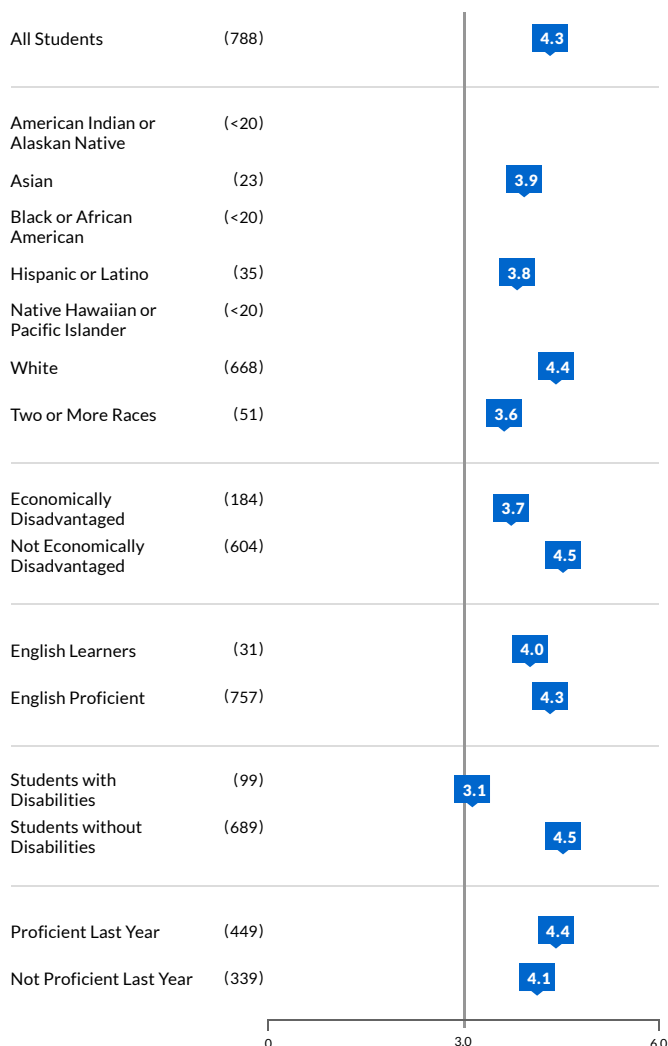 All Students (788) 4.3
American Indian or (<20)
Alaskan Native
Asian (23) 3.9
Black or African (<20)
American
Hispanic or Latino (35) 3.8
Native Hawaiian or (<20)
Pacific Islander
White (668) 4.4
Two or More Races (51) 3.6
Economically (184)
Disadvantaged 3.7
Not Economically (604)
Disadvantaged 4.5
English Learners (31) 4.0
English Proficient (757) 4.3
Students with (99)
Disabilities 3.1
Students without (689)
Disabilities 4.5
Proficient Last Year (449) 4.4
Not Proficient Last Year (339) 4.1
0 3.0 6.0